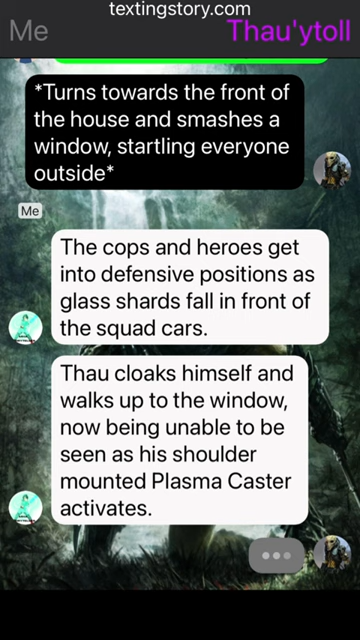 textingstory.com
Me
Thau'ytoll
*Turns towards the front of
the house and smashes a
window, startling everyone
outside*
Me
The cops and heroes get
into defensive positions as
glass shards fall in front of
the squad cars.
Thau cloaks himself and
walks up to the window,
now being unable to be
seen as his shoulder
mounted Plasma Caster
activates.